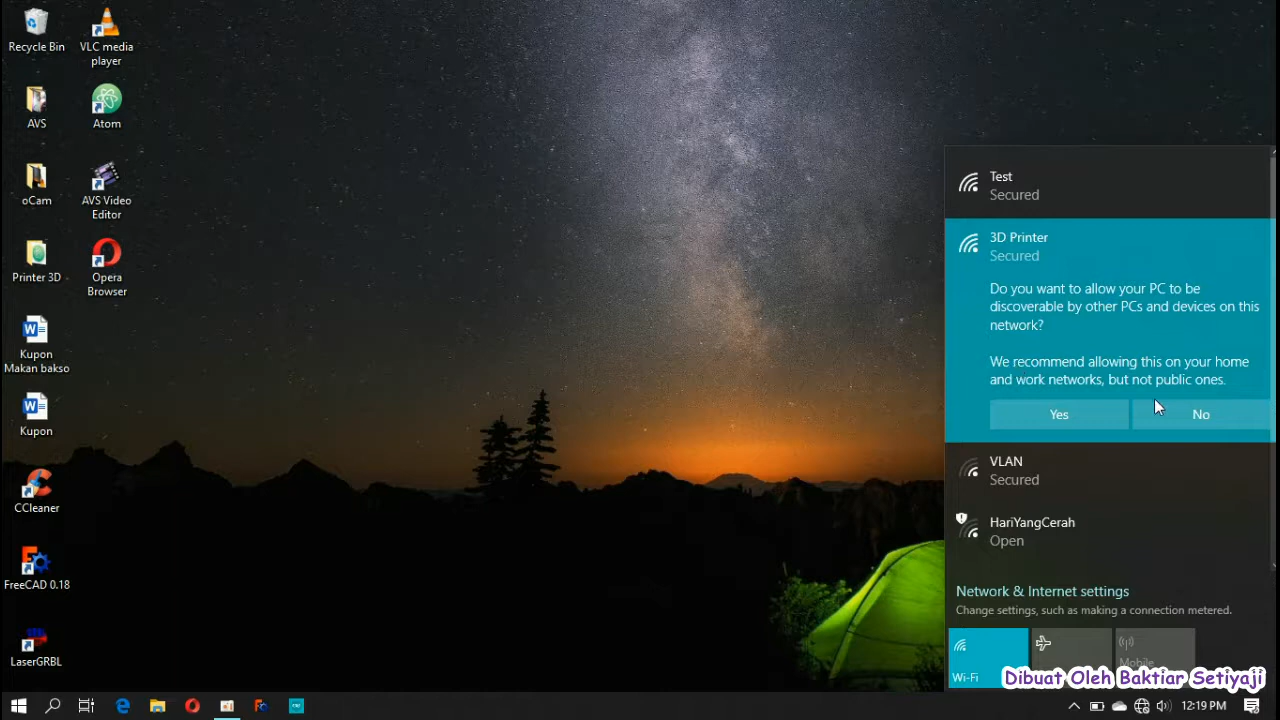 Recycle Bin
VLC media
player
AVS
Atom
oCam
AVS Video
Editor
Printer 3D
Opera
Browser
Kupon
Makan bakso
Kupon
CCleaner
FreeCAD 0.18
LaserGRBL
Test
Secured
3D Printer
Secured
Do you want to allow your PC to be
discoverable by other PCs and devices on this
network?
We recommend allowing this on your home
and work networks, but not public ones.
Yes
No
VLAN
Secured
HariYangCerah
Open
Network & Internet settings
Change settings, such as making a connection metered.
Wi-Fi
Mobile
Dibuat Oleh Baktiar Setiyaji
12:19 PM